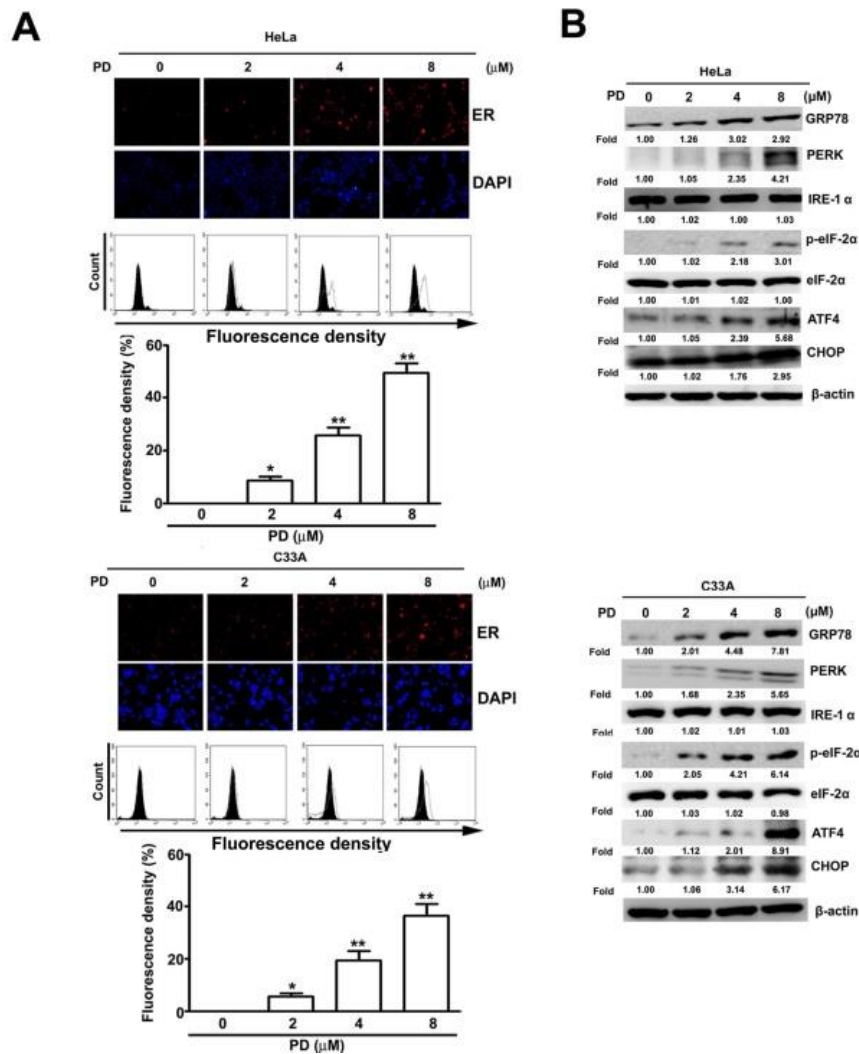 A
HeLa
PD 0 2 4 8 (μM)
ER
DAPI
Count
Fluorescence density
Fluorescence density (%)
60
40
20
0
* ** **
0 2 4 8
PD (μM)
C33A
PD 0 2 4 8 (μM)
ER
DAPI
Count
Fluorescence density
Fluorescence density (%)
60
40
20
0
* ** **
0 2 4 8
PD (μM)
B
HeLa
PD 0 2 4 8 (μM)
GRP78
Fold 1.00 1.26 3.02 2.92
PERK
Fold 1.00 1.05 2.35 4.21
IRE-1 α
Fold 1.00 1.02 1.00 1.03
p-eIF-2α
Fold 1.00 1.02 2.18 3.01
eIF-2α
Fold 1.00 1.01 1.02 1.00
ATF4
Fold 1.00 1.05 2.39 5.68
CHOP
Fold 1.00 1.02 1.76 2.95
β-actin
C33A
PD 0 2 4 8 (μM)
GRP78
Fold 1.00 2.01 4.48 7.81
PERK
Fold 1.00 1.68 2.35 5.65
IRE-1 α
Fold 1.00 1.02 1.01 1.03
p-eIF-2α
Fold 1.00 2.05 4.21 6.14
eIF-2α
Fold 1.00 1.03 1.02 0.98
ATF4
Fold 1.00 1.12 2.01 8.91
CHOP
Fold 1.00 1.06 3.14 6.17
β-actin